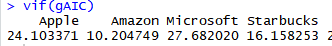 > vif(gAIC)
Apple Amazon Microsoft Starbucks
24.103371 10.204749 27.682020 16.158253